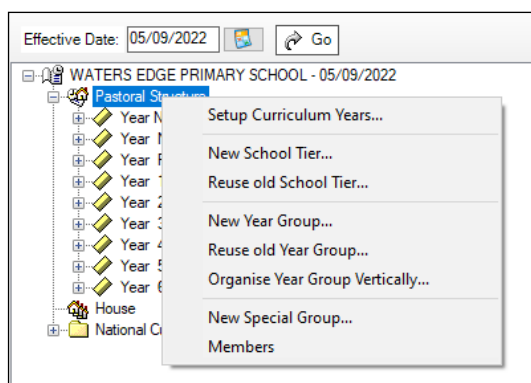 Effective Date: 05/09/2022 Go
WATERS EDGE PRIMARY SCHOOL - 05/09/2022
Pastoral Structure
Setup Curriculum Years...
New School Tier...
Reuse old School Tier...
New Year Group...
Reuse old Year Group...
Organise Year Group Vertically...
New Special Group...
Members
Year N
Year
Year
Year 1
Year 2
Year 3
Year 4
Year 5
Year 6
House
National